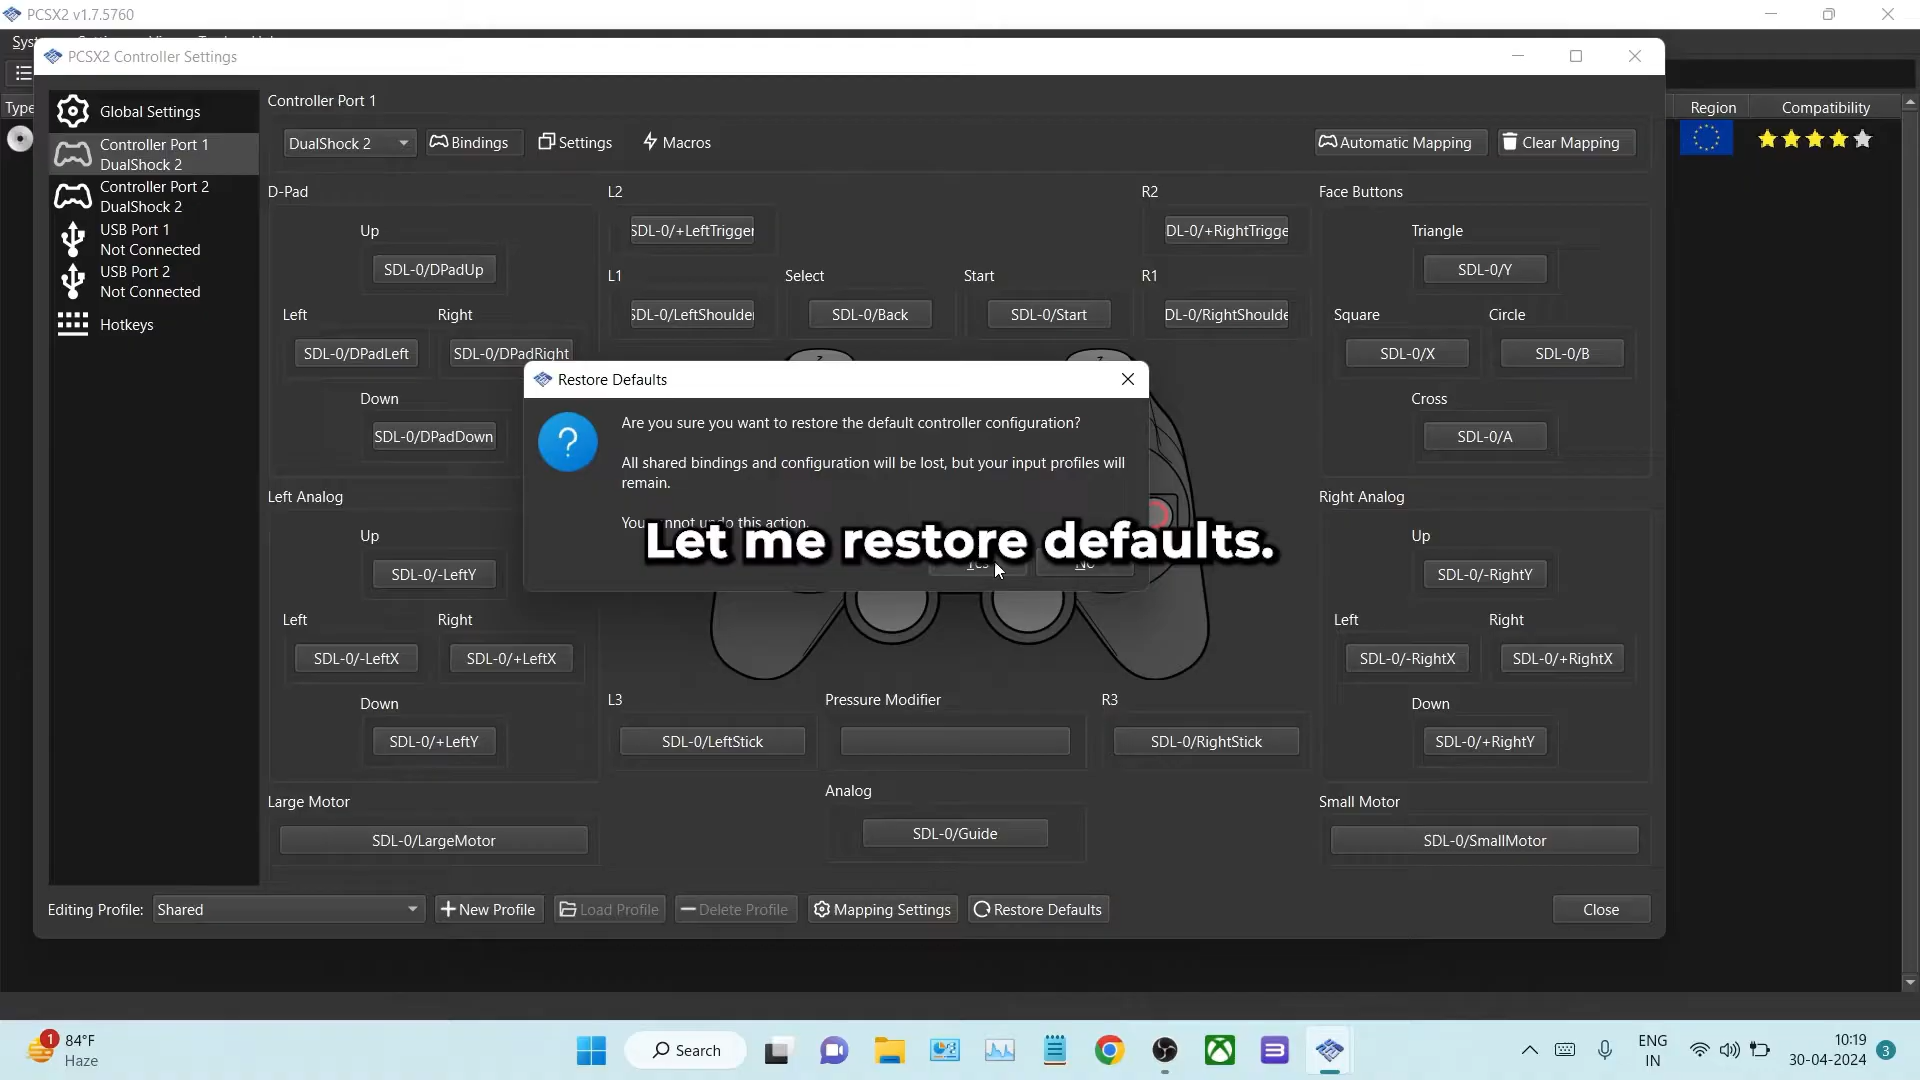 PCSX2 v1.7.5760
PCSX2 Controller Settings
Type
Region
Compatibility
Global Settings
Controller Port 1
DualShock 2
Controller Port 2
DualShock 2
USB Port 1
Not Connected
USB Port 2
Not Connected
Hotkeys
Controller Port 1
DualShock 2
Bindings
Settings
Macros
Automatic Mapping
Clear Mapping
D-Pad
L2
R2
Face Buttons
Up
SDL-0/+LeftTrigger
DL-0/+RightTrigge
Triangle
SDL-0/DPadUp
SDL-0/Y
L1
Select
Start
R1
Left
Right
SDL-0/LeftShoulder
SDL-0/Back
SDL-0/Start
DL-0/RightShoulde
Square
Circle
SDL-0/DPadLeft
SDL-0/DPadRight
SDL-0/X
SDL-0/B
Down
Cross
SDL-0/DPadDown
SDL-0/A
Restore Defaults
Are you sure you want to restore the default controller configuration?
All shared bindings and configuration will be lost, but your input profiles will
remain.
You cannot undo this action.
Let me restore defaults.
Yes
No
Left Analog
Right Analog
Up
Up
SDL-0/-LeftY
SDL-0/-RightY
Left
Right
Left
Right
SDL-0/-LeftX
SDL-0/+LeftX
SDL-0/-RightX
SDL-0/+RightX
Down
L3
Pressure Modifier
R3
Down
SDL-0/+LeftY
SDL-0/LeftStick
SDL-0/RightStick
SDL-0/+RightY
Large Motor
Analog
Small Motor
SDL-0/LargeMotor
SDL-0/Guide
SDL-0/SmallMotor
Editing Profile:
Shared
New Profile
Load Profile
Delete Profile
Mapping Settings
Restore Defaults
Close
1
84°F
Haze
Search
ENG
IN
10:19
30-04-2024
3